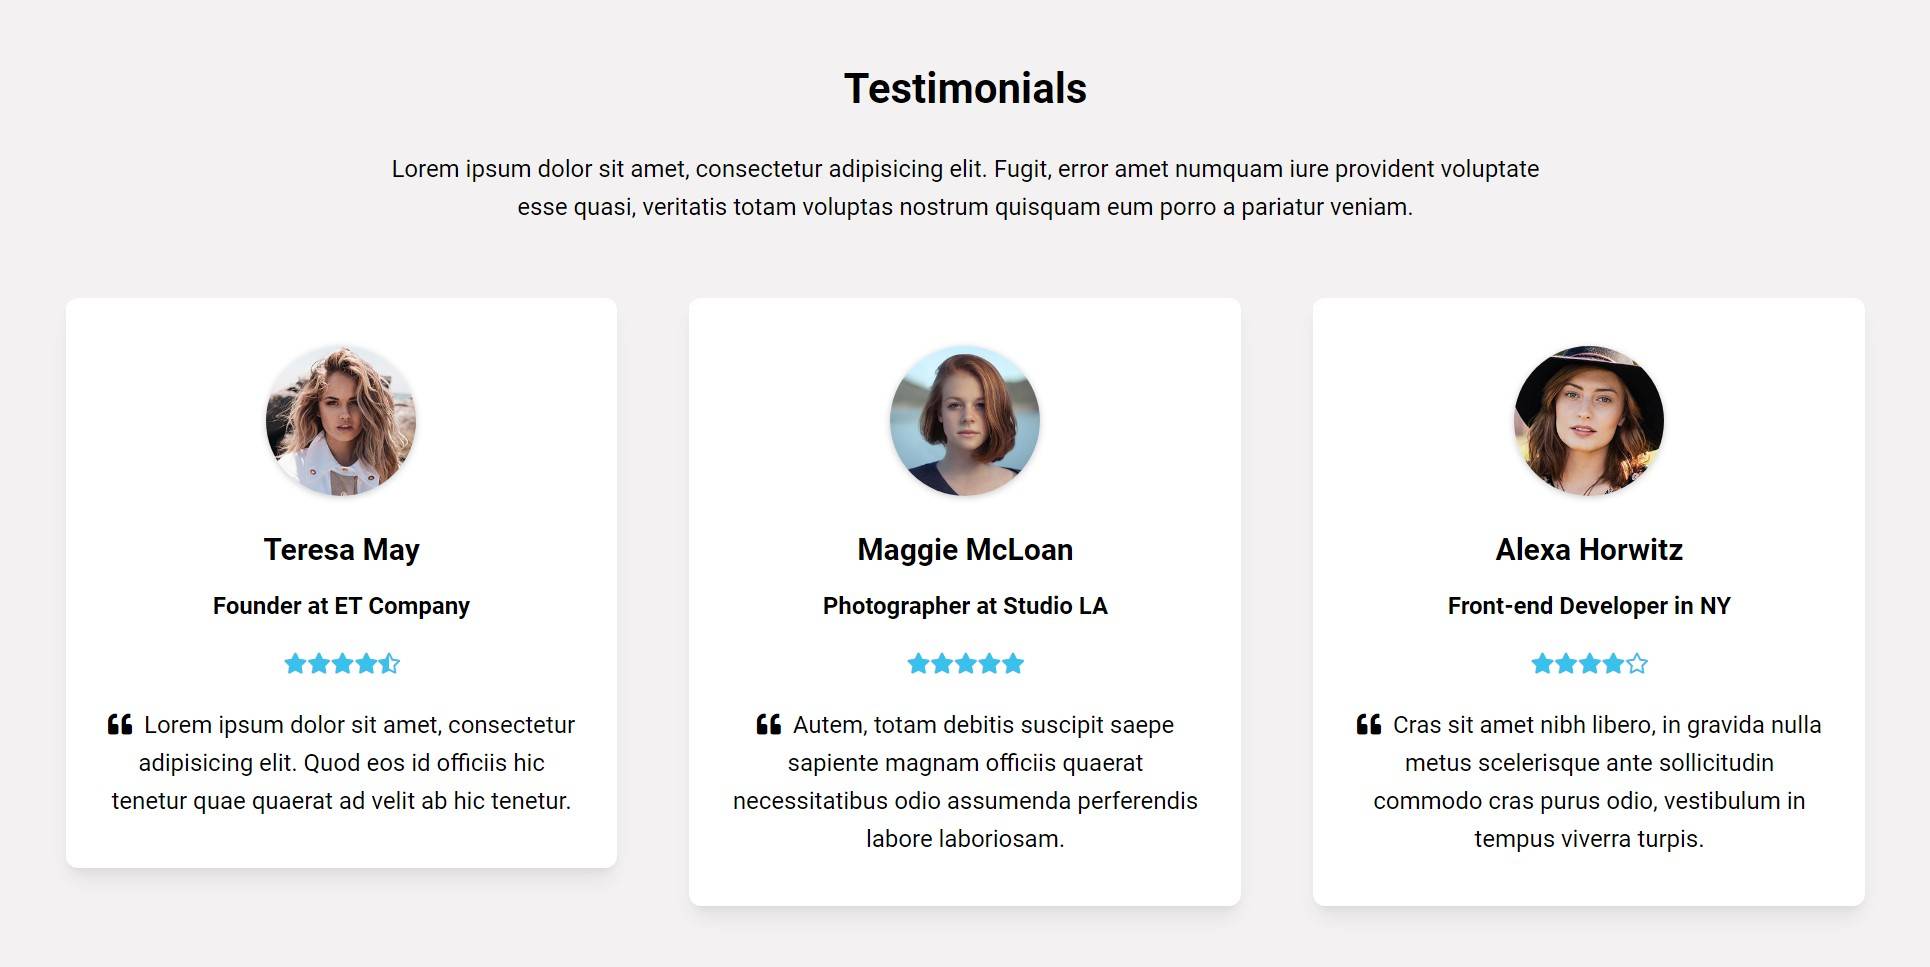 Testimonials
Lorem ipsum dolor sit amet, consectetur adipisicing elit. Fugit, error amet numquam iure provident voluptate
esse quasi, veritatis totam voluptas nostrum quisquam eum porro a pariatur veniam.
Teresa May
Founder at ET Company
“ Lorem ipsum dolor sit amet, consectetur
adipisicing elit. Quod eos id officiis hic
tenetur quae quaerat ad velit ab hic tenetur.
Maggie McLoan
Photographer at Studio LA
“ Autem, totam debitis suscipit saepe
sapiente magnam officiis quaerat
necessitatibus odio assumenda perferendis
labore laboriosam.
Alexa Horwitz
Front-end Developer in NY
“ Cras sit amet nibh libero, in gravida nulla
metus scelerisque ante sollicitudin
commodo cras purus odio, vestibulum in
tempus viverra turpis.